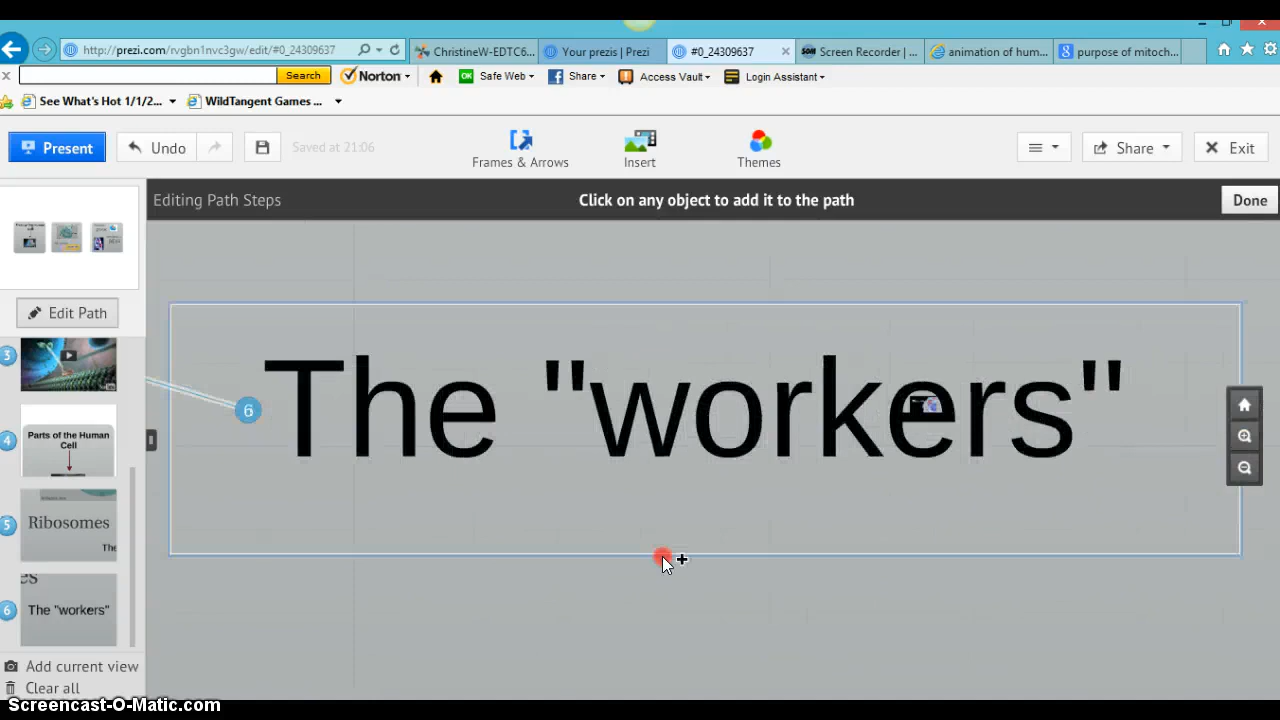 http://prezi.com/rvgbn1nvc3gw/edit/#0_24309637
ChristineW-EDTC6...
Your prezis | Prezi
#0_24309637
Screen Recorder | ...
animation of hum...
purpose of mitoch...
Search
Norton
Safe Web
Share
Access Vault
Login Assistant
See What's Hot 1/1/2...
WildTangent Games ...
Present
Undo
Saved at 21:06
Frames & Arrows
Insert
Themes
Share
Exit
Editing Path Steps
Click on any object to add it to the path
Done
Edit Path
3
4
Parts of the Human
Cell
5
Ribosomes
The
6
es
The "workers"
6
The "workers"
Add current view
Clear all
Screencast-O-Matic.com